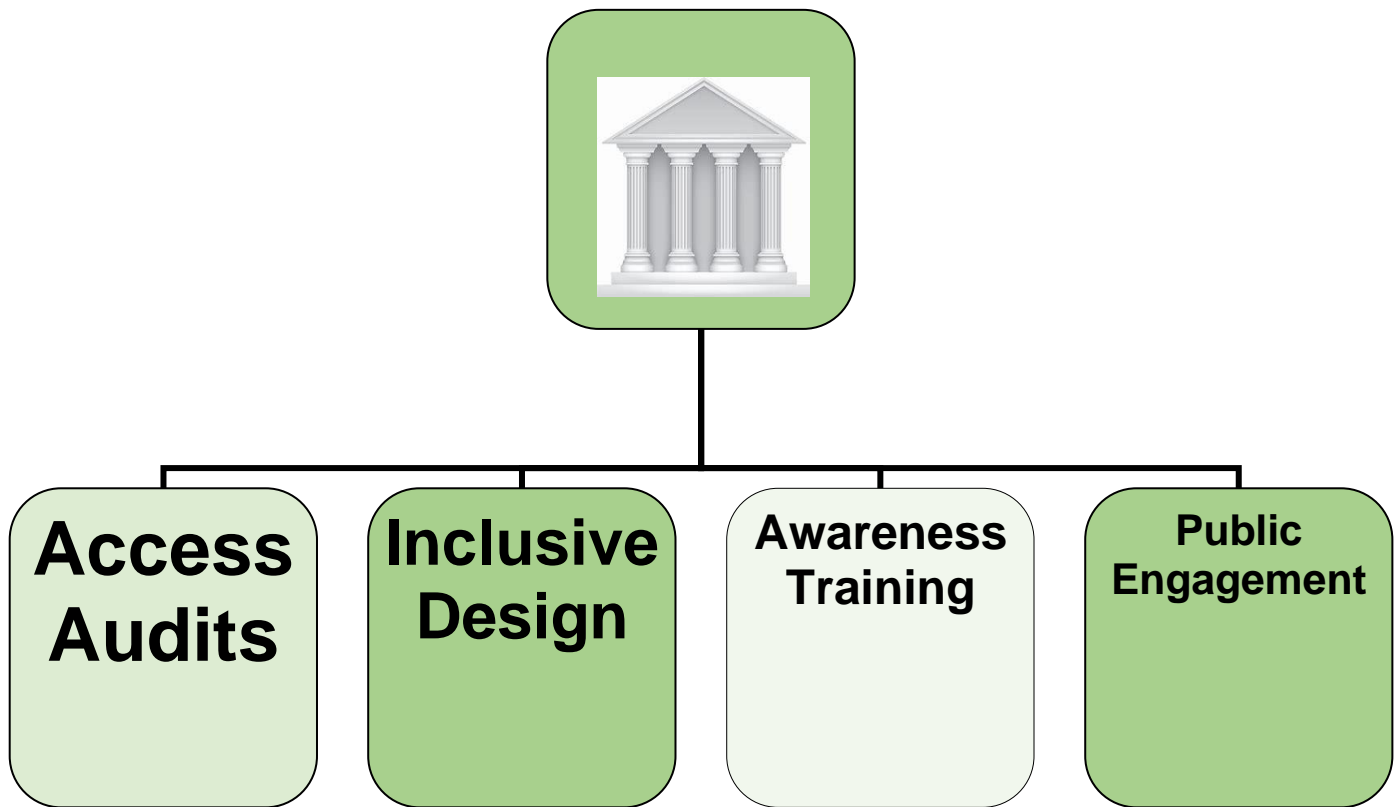 Access
Audits
Inclusive
Design
Awareness
Training
Public
Engagement